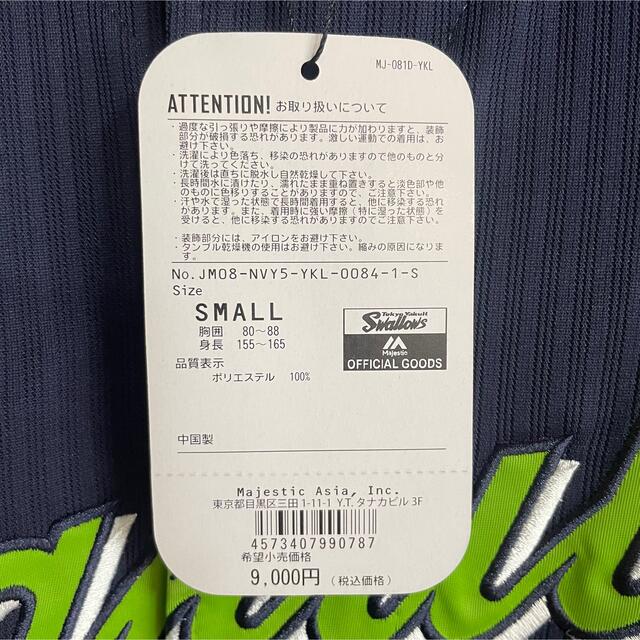 MJ-081D-YKL
ATTENTION! お取り扱いについて
・過度な引っ張りや摩擦により製品に力が加わりますと、装飾
部分が破損する恐れがあります。激しい運動での着用は、お
避け下さい。
・洗濯により色落ち、移染の恐れがありますので他のものと分
けて洗ってください。
・洗濯後は直ちに脱水し自然乾燥して下さい。
・長時間水に漬けたり、濡れたまま重ね置きすると淡色部や他
のものに色移りすることがありますので、ご注意下さい。
・汗や水で湿った状態で長時間着用すると、他に移染する恐れ
があります。また、着用時に強い摩擦（特に湿った状態）を
受けると、他に移染する恐れがありますのでご注意下さい。
・装飾部分には、アイロンをお避け下さい。
・タンブル乾燥機の使用はお避け下さい。縮みの原因になりま
す。
No.JM08-NVY5-YKL-0084-1-S
Size
SMALL
胸囲 80～88
身長 155～165
品質表示
ポリエステル 100%
Tokyo Yakult
Swallows
Majestic
OFFICIAL GOODS
中国製
Majestic Asia, Inc.
東京都目黒区三田 1-11-1 Y.T. タナカビル 3F
4573407990787
希望小売価格
9,000円 （税込価格）